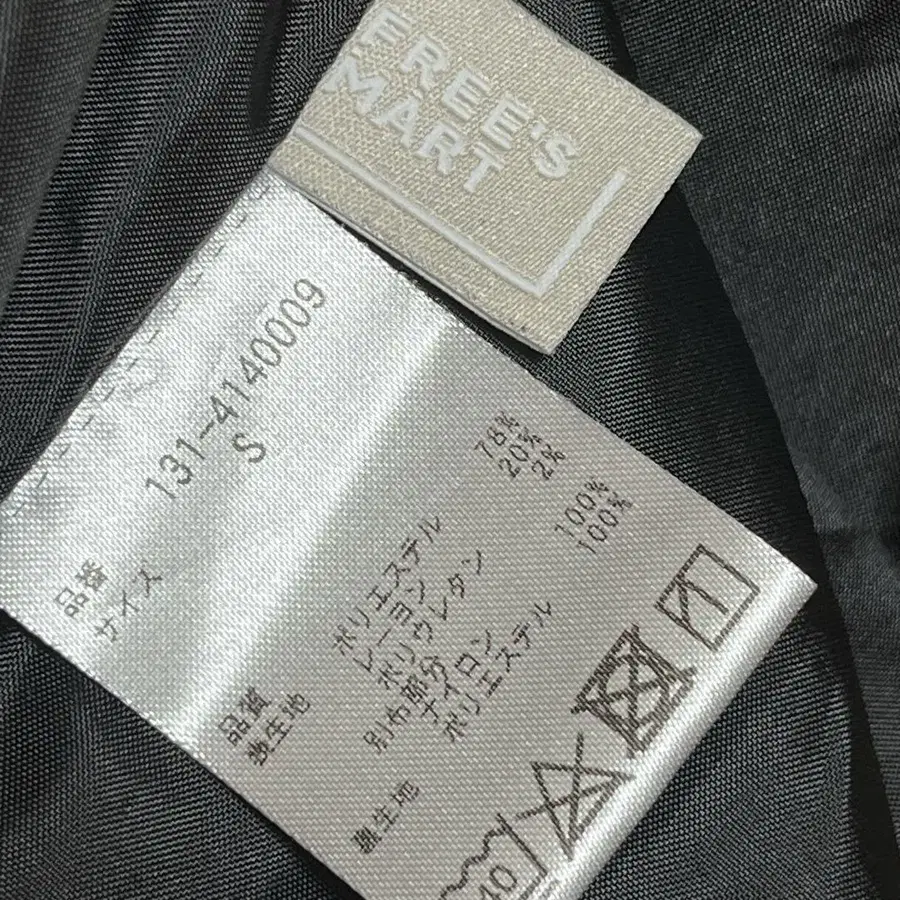 FREE'S
MART
品番 131-4140009
サイズ S
品質
表生地 ポリエステル 78%
レーヨン 20%
ポリウレタン 2%
別布部分
ナイロン 100%
裏生地 ポリエステル 100%
40